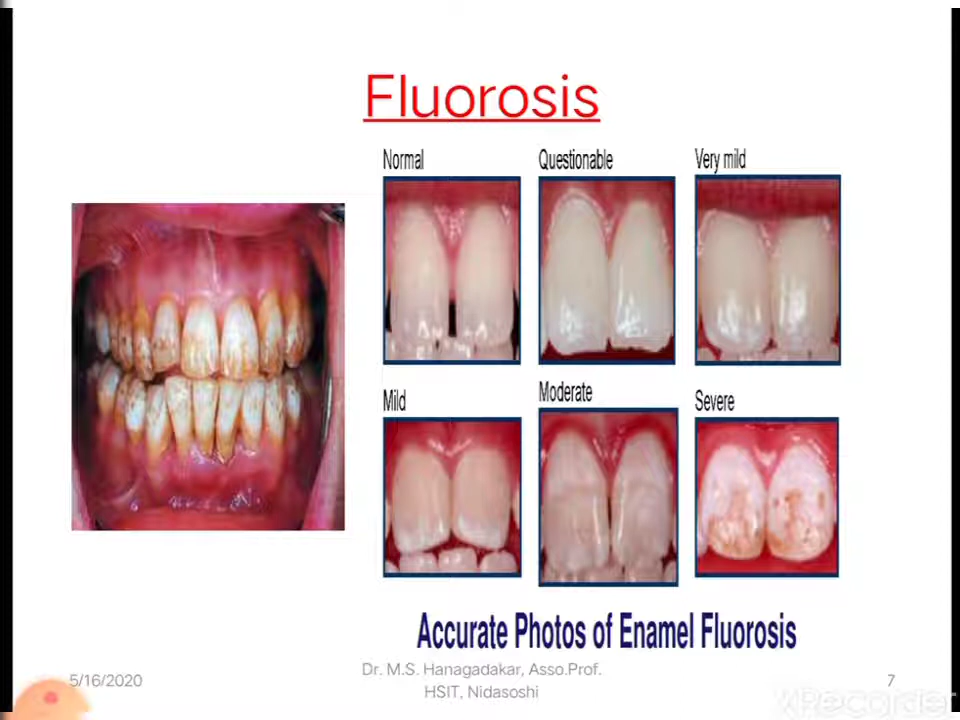 Fluorosis
Normal
Questionable
Very mild
Mild
Moderate
Severe
Accurate Photos of Enamel Fluorosis
5/16/2020
Dr. M.S. Hanagadakar, Asso.Prof.
HSIT, Nidasoshi
7
XRecorder